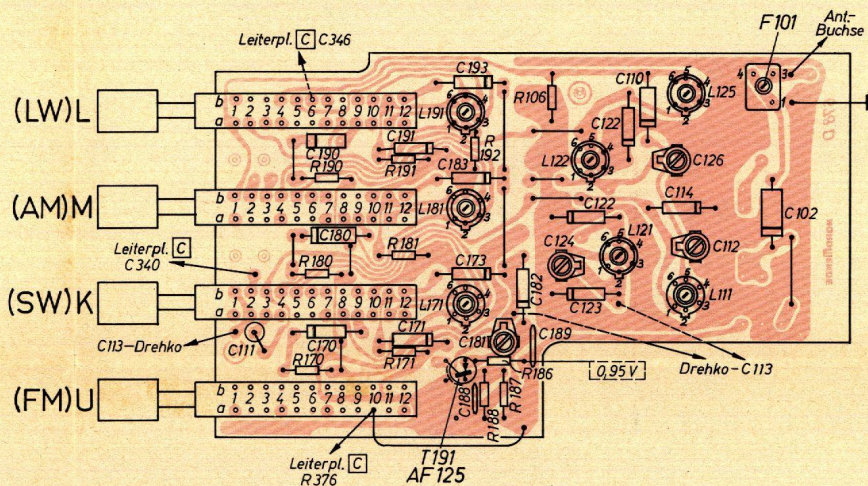 Leiterpl. C C346
F101
Ant.-
Buchse
C193
C110
L125
4 3
1
R106
(LW)L
b
a
1 2 3 4 5 6 7 8 9 10 11 12
L191
C122
C190
R190
C191
R191
R
192
C183
L122
C126
(AM)M
b
a
1 2 3 4 5 6 7 8 9 10 11 12
L181
C122
C114
C102
C180
R180
R181
L121
C124
C112
Leiterpl. C
C340
C173
C182
C123
L111
(SW)K
b
a
1 2 3 4 5 6 7 8 9 10 11 12
L171
C113-Drehko
C111
C170
R170
C171
R171
C181
C189
R186
0,95V
Drehko-C113
(FM)U
b
a
1 2 3 4 5 6 7 8 9 10 11 12
C188
R188
R187
Leiterpl. C
R376
T191
AF125